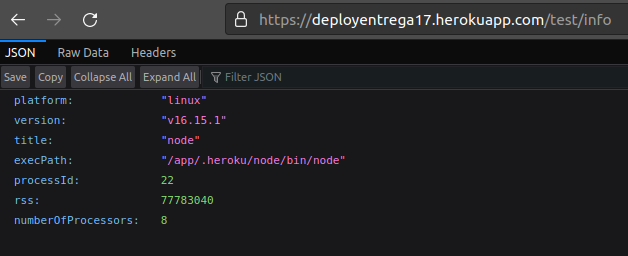 https://deployentrega17.herokuapp.com/test/info
JSON Raw Data Headers
Save Copy Collapse All Expand All Filter JSON
platform: "linux"
version: "v16.15.1"
title: "node"
execPath: "/app/.heroku/node/bin/node"
processId: 22
rss: 77783040
numberOfProcessors: 8